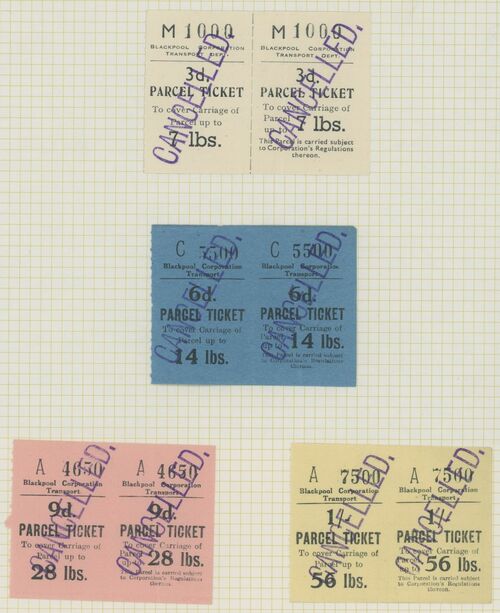 M 1000
BLACKPOOL CORPORATION
TRANSPORT DEPT.
3d.
PARCEL TICKET
To cover Carriage of
Parcel up to
7 lbs.
CANCELLED.
M 1000
BLACKPOOL CORPORATION
TRANSPORT DEPT.
3d.
PARCEL TICKET
To cover Carriage of
Parcel
up to 7 lbs.
This Parcel is carried subject
to Corporation's Regulations
thereon.
CANCELLED.
C 5500
Blackpool Corporation
Transport
6d.
PARCEL TICKET
To cover Carriage of
Parcel up to
14 lbs.
CANCELLED.
C 5500
Blackpool Corporation
Transport
6d.
PARCEL TICKET
To cover Carriage of
Parcel
up to 14 lbs.
This Parcel is carried subject
to Corporation's Regulations
thereon.
CANCELLED.
A 4650
Blackpool Corporation
Transport
9d.
PARCEL TICKET
To cover Carriage of
Parcel up to
28 lbs.
CANCELLED.
A 4650
Blackpool Corporation
Transport
9d.
PARCEL TICKET
To cover Carriage of
Parcel
up to 28 lbs.
This Parcel is carried subject
to Corporation's Regulations
thereon.
CANCELLED.
A 7500
Blackpool Corporation
Transport
1/-
PARCEL TICKET
To cover Carriage of
Parcel up to
56 lbs.
CANCELLED.
A 7500
Blackpool Corporation
Transport
1/-
PARCEL TICKET
To cover Carriage of
Parcel
up to 56 lbs.
This Parcel is carried subject
to Corporation's Regulations
thereon.
CANCELLED.